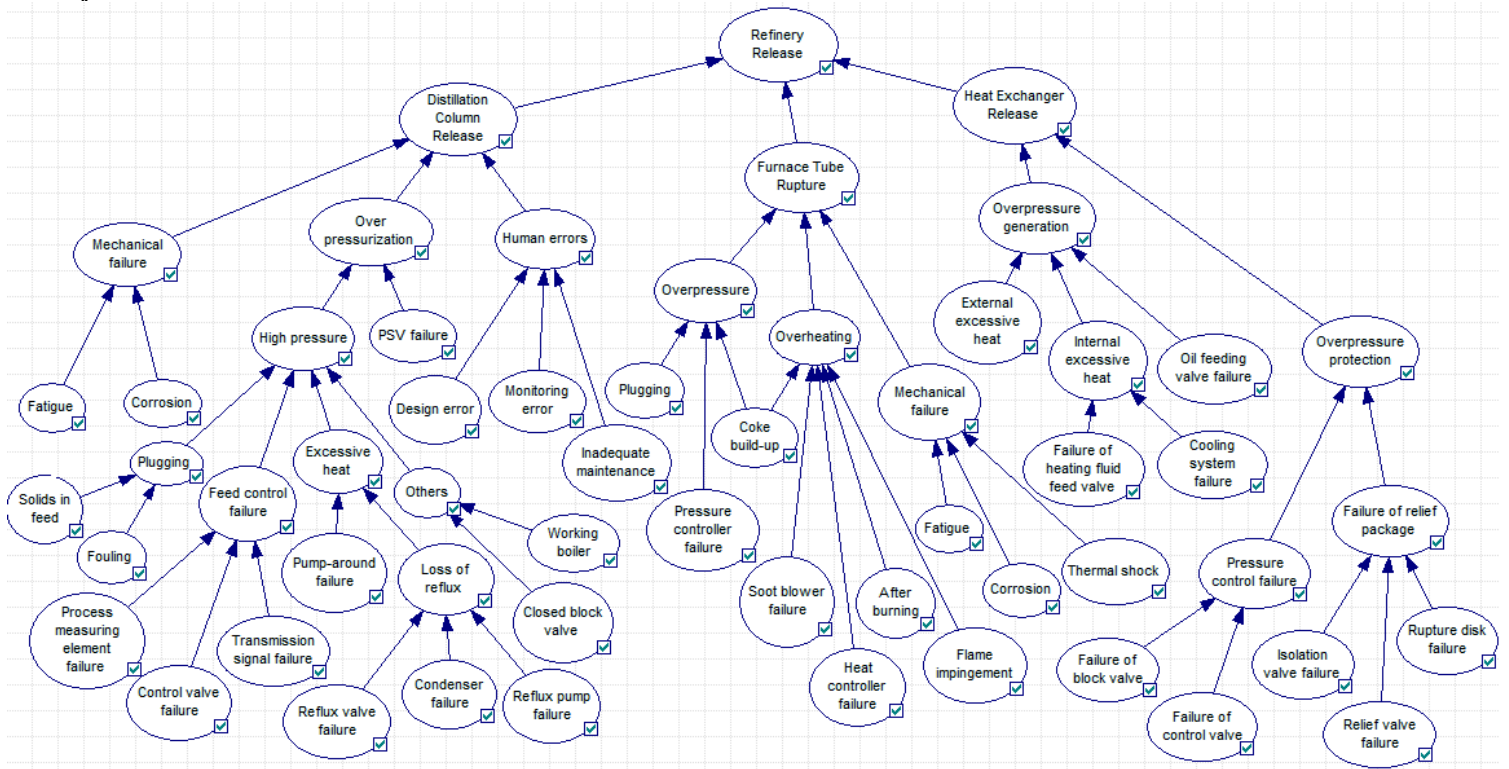 Refinery
Release
Distillation
Column
Release
Heat Exchanger
Release
Furnace Tube
Rupture
Over
pressurization
Human errors
Overpressure
generation
Mechanical
failure
Overpressure
External
excessive
heat
High pressure
PSV failure
Overheating
Internal
excessive
heat
Oil feeding
valve failure
Overpressure
protection
Fatigue
Corrosion
Design error
Monitoring
error
Plugging
Mechanical
failure
Coke
build-up
Inadequate
maintenance
Plugging
Excessive
heat
Failure of
heating fluid
feed valve
Cooling
system
failure
Solids in
feed
Feed control
failure
Others
Pressure
controller
failure
Fatigue
Failure of relief
package
Fouling
Pump-around
failure
Loss of
reflux
Working
boiler
Soot blower
failure
After
burning
Corrosion
Thermal shock
Pressure
control failure
Process
measuring
element
failure
Transmission
signal failure
Closed block
valve
Rupture disk
failure
Control valve
failure
Reflux valve
failure
Condenser
failure
Reflux pump
failure
Heat
controller
failure
Flame
impingement
Failure of
block valve
Isolation
valve failure
Failure of
control valve
Relief valve
failure